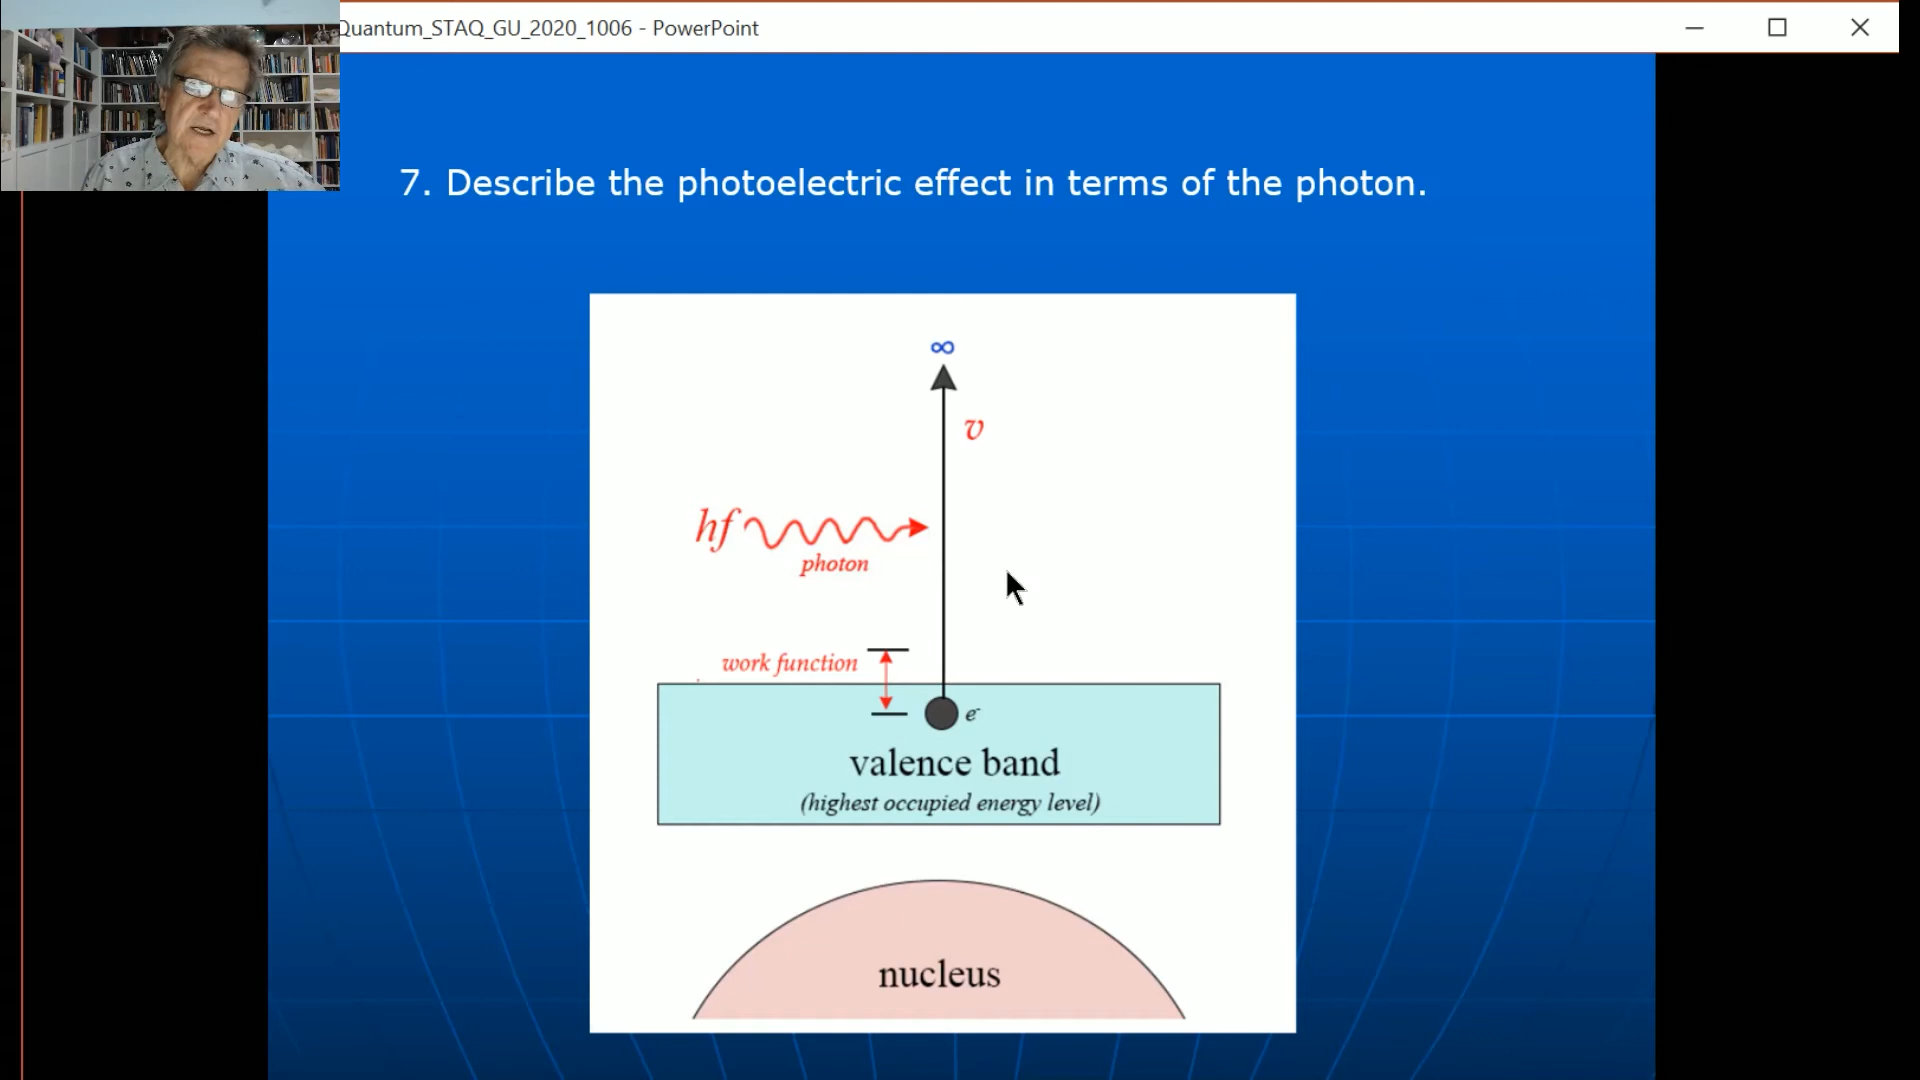 Quantum_STAQ_GU_2020_1006 - PowerPoint
7. Describe the photoelectric effect in terms of the photon.
∞
v
hf
photon
work function
e-
valence band
(highest occupied energy level)
nucleus